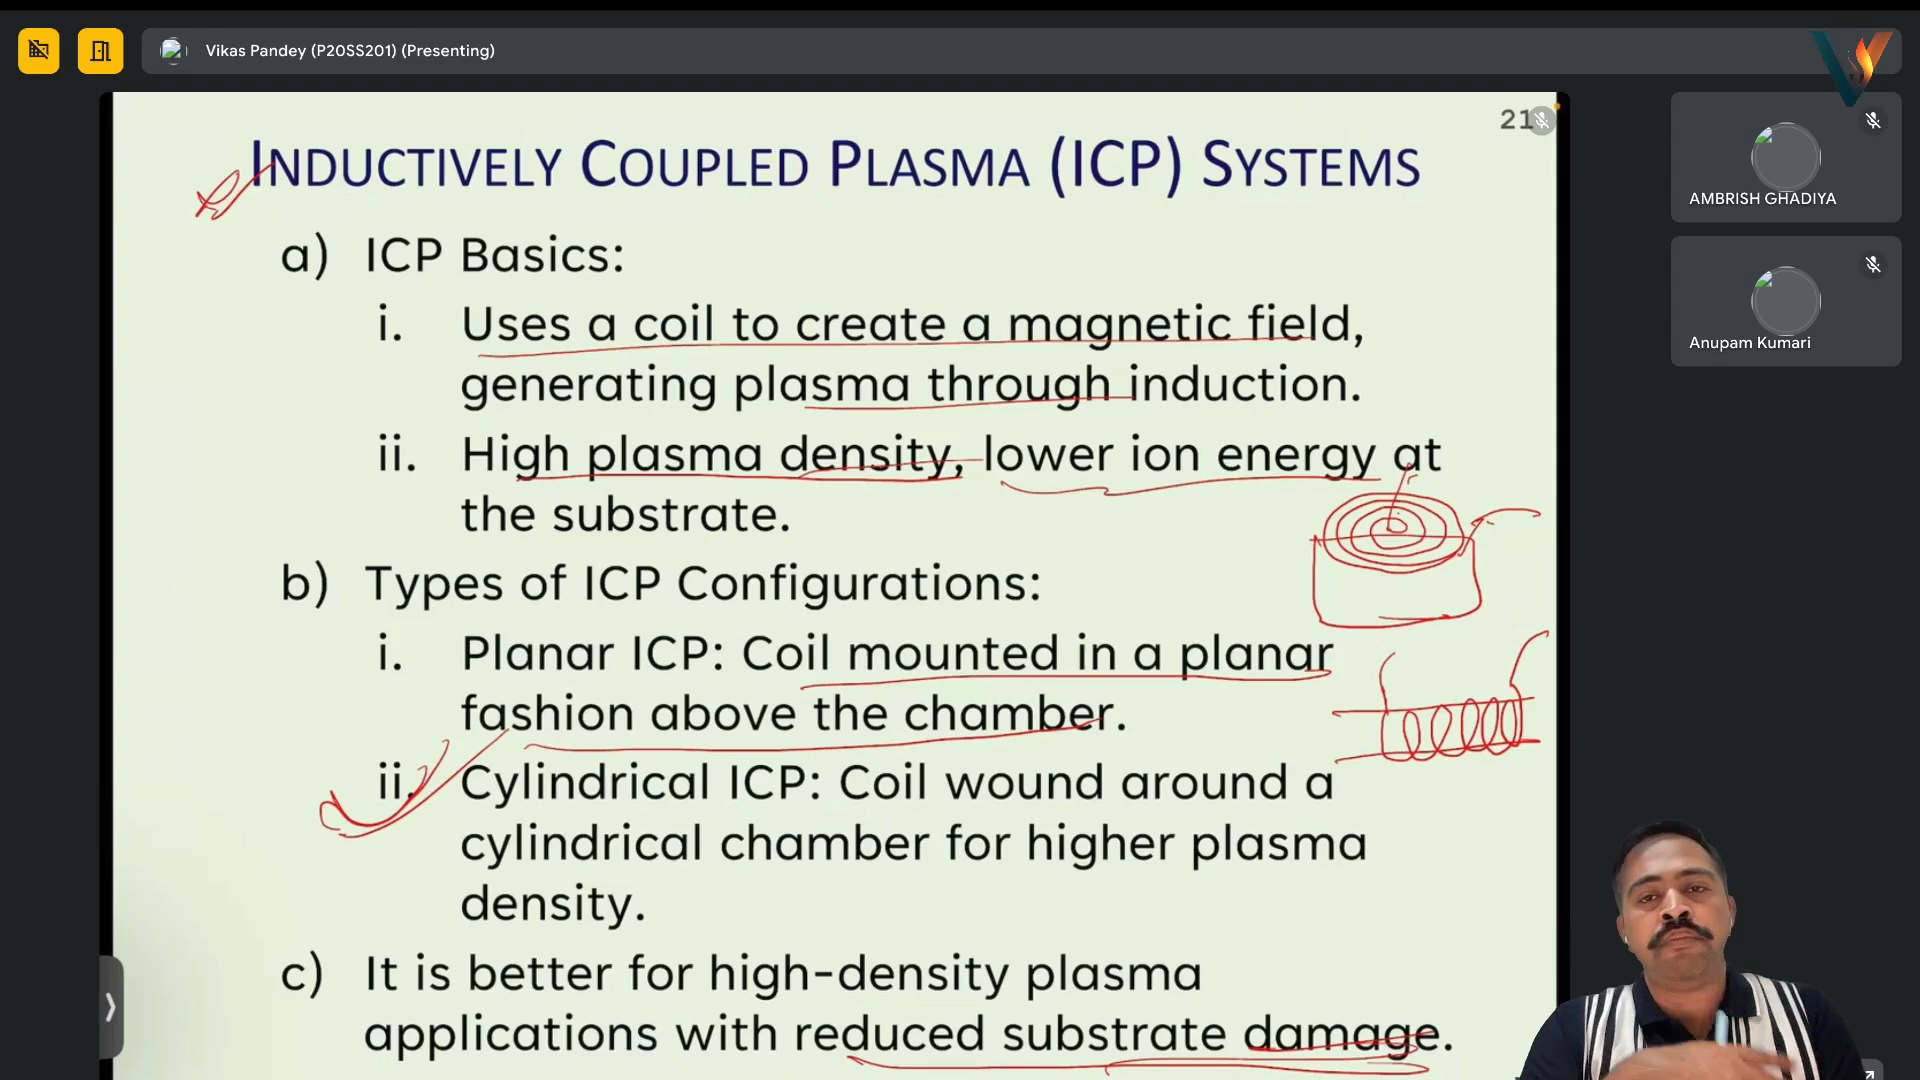 Vikas Pandey (P20SS201) (Presenting)
21
INDUCTIVELY COUPLED PLASMA (ICP) SYSTEMS
a) ICP Basics:
i. Uses a coil to create a magnetic field,
generating plasma through induction.
ii. High plasma density, lower ion energy at
the substrate.
b) Types of ICP Configurations:
i. Planar ICP: Coil mounted in a planar
fashion above the chamber.
ii. Cylindrical ICP: Coil wound around a
cylindrical chamber for higher plasma
density.
c) It is better for high-density plasma
applications with reduced substrate damage.
AMBRISH GHADIYA
Anupam Kumari